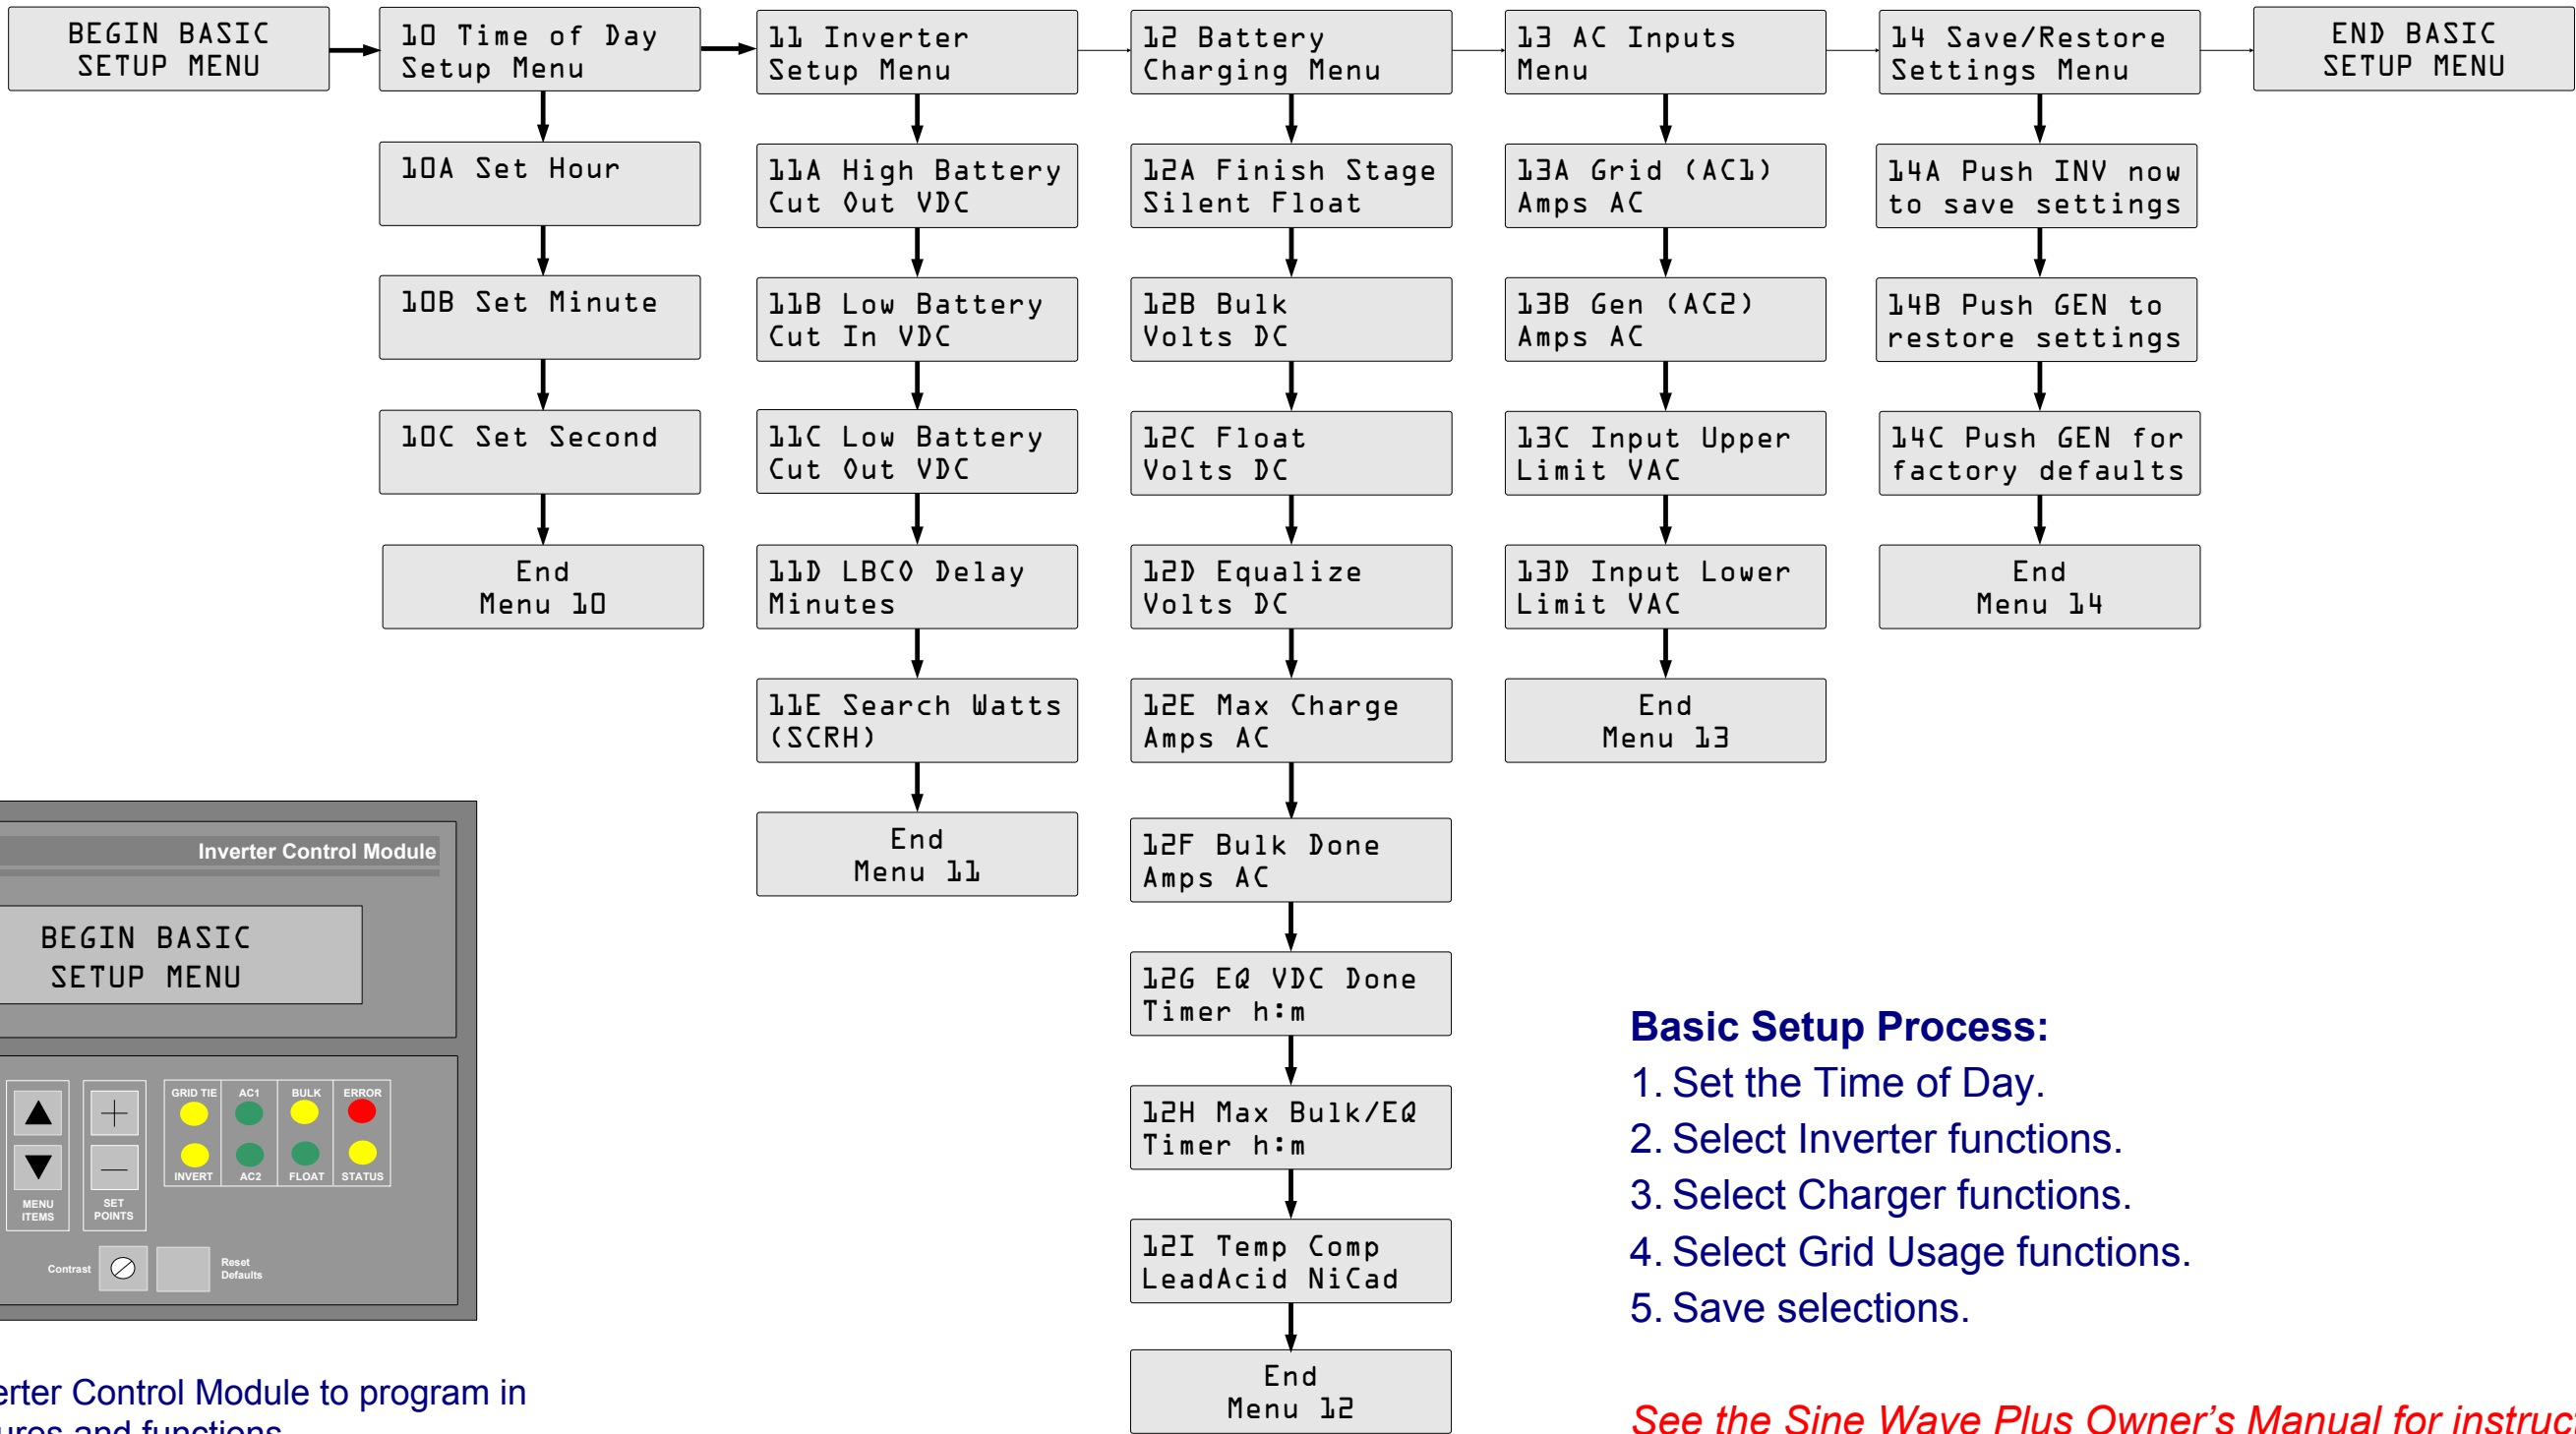 BEGIN BASIC
SETUP MENU
10 Time of Day
Setup Menu
11 Inverter
Setup Menu
12 Battery
Charging Menu
13 AC Inputs
Menu
14 Save/Restore
Settings Menu
END BASIC
SETUP MENU
10A Set Hour
10B Set Minute
10C Set Second
End
Menu 10
11A High Battery
Cut Out VDC
11B Low Battery
Cut In VDC
11C Low Battery
Cut Out VDC
11D LBCO Delay
Minutes
11E Search Watts
(SCRH)
End
Menu 11
12A Finish Stage
Silent Float
12B Bulk
Volts DC
12C Float
Volts DC
12D Equalize
Volts DC
12E Max Charge
Amps AC
12F Bulk Done
Amps AC
12G EQ VDC Done
Timer h:m
12H Max Bulk/EQ
Timer h:m
12I Temp Comp
LeadAcid NiCad
End
Menu 12
13A Grid (AC1)
Amps AC
13B Gen (AC2)
Amps AC
13C Input Upper
Limit VAC
13D Input Lower
Limit VAC
End
Menu 13
14A Push INV now
to save settings
14B Push GEN to
restore settings
14C Push GEN for
factory defaults
End
Menu 14
Inverter Control Module
BEGIN BASIC
SETUP MENU
GRID TIE AC1 BULK ERROR
INVERT AC2 FLOAT STATUS
MENU
ITEMS
SET
POINTS
Contrast
Reset
Defaults
erter Control Module to program in
ures and functions
Basic Setup Process:
1. Set the Time of Day.
2. Select Inverter functions.
3. Select Charger functions.
4. Select Grid Usage functions.
5. Save selections.
See the Sine Wave Plus Owner's Manual for instruc